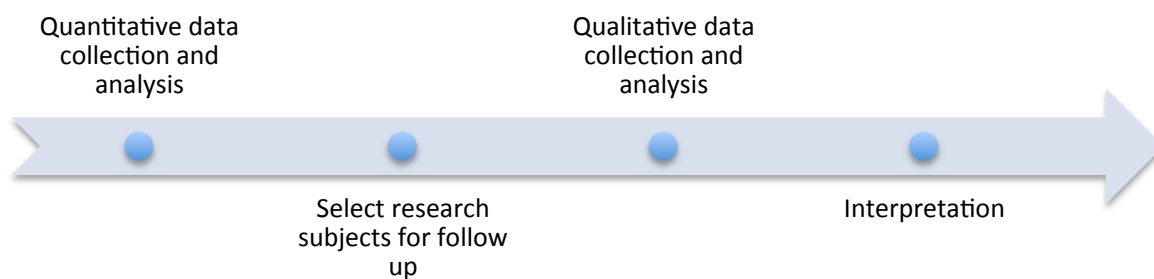 Quantitative data
collection and
analysis
Select research
subjects for follow
up
Qualitative data
collection and
analysis
Interpretation